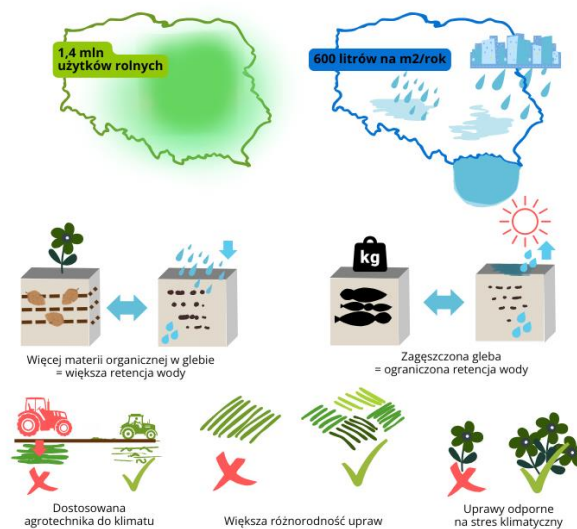 1,4 mln
użytków rolnych
600 litrów na m2/rok
kg
Więcej materii organicznej w glebie
= większa retencja wody
Zagęszczona gleba
= ograniczona retencja wody
Dostosowana
agrotechnika do klimatu
Większa różnorodność upraw
Uprawy odporne
na stres klimatyczny